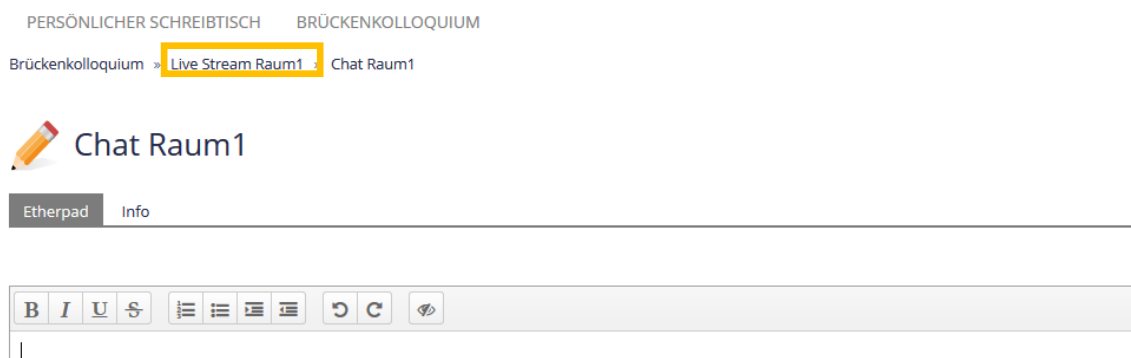 PERSÖNLICHER SCHREIBTISCH BRÜCKENKOLLOQUIUM
Brückenkolloquium » Live Stream Raum1 » Chat Raum1
Chat Raum1
Etherpad Info
B I U S